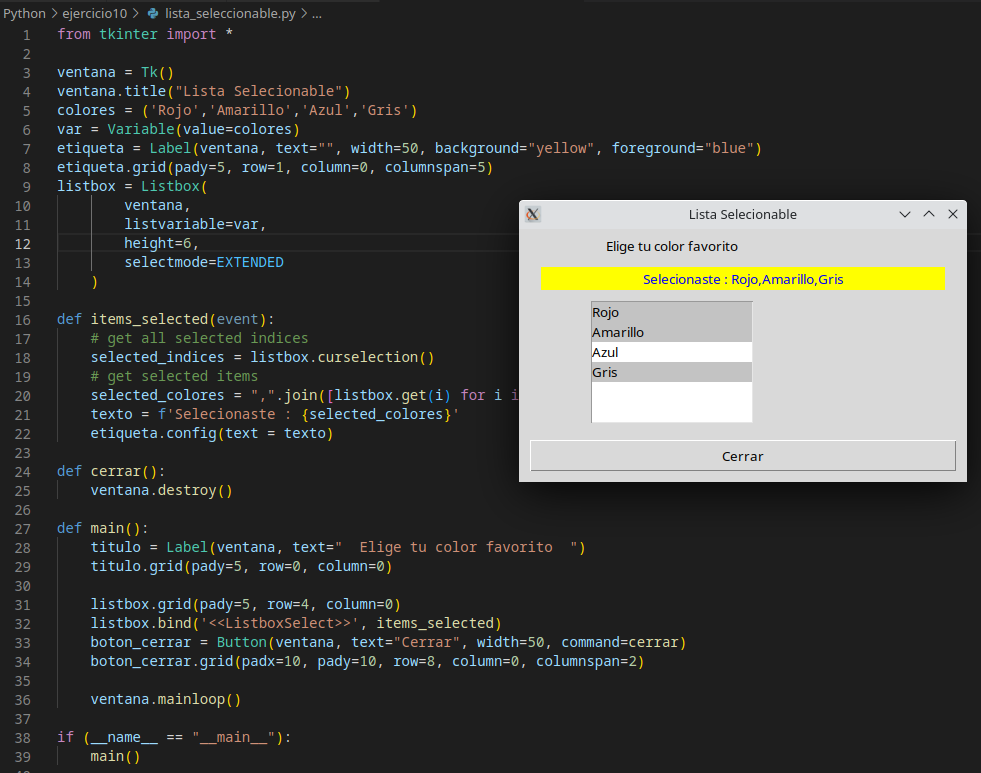 Python > ejercicio10 > lista_seleccionable.py > ...
1 from tkinter import *
2
3 ventana = Tk()
4 ventana.title("Lista Selecionable")
5 colores = ('Rojo','Amarillo','Azul','Gris')
6 var = Variable(value=colores)
7 etiqueta = Label(ventana, text="", width=50, background="yellow", foreground="blue")
8 etiqueta.grid(pady=5, row=1, column=0, columnspan=5)
9 listbox = Listbox(
10 ventana,
11 listvariable=var,
12 height=6,
13 selectmode=EXTENDED
14 )
15
16 def items_selected(event):
17 # get all selected indices
18 selected_indices = listbox.curselection()
19 # get selected items
20 selected_colores = ",".join([listbox.get(i) for i i
21 texto = f'Selecionaste : {selected_colores}'
22 etiqueta.config(text = texto)
23
24 def cerrar():
25 ventana.destroy()
26
27 def main():
28 titulo = Label(ventana, text="  Elige tu color favorito  ")
29 titulo.grid(pady=5, row=0, column=0)
30
31 listbox.grid(pady=5, row=4, column=0)
32 listbox.bind('<<ListboxSelect>>', items_selected)
33 boton_cerrar = Button(ventana, text="Cerrar", width=50, command=cerrar)
34 boton_cerrar.grid(padx=10, pady=10, row=8, column=0, columnspan=2)
35
36 ventana.mainloop()
37
38 if (__name__ == "__main__"):
39 main()
Lista Selecionable
Elige tu color favorito
Selecionaste : Rojo,Amarillo,Gris
Rojo
Amarillo
Azul
Gris
Cerrar